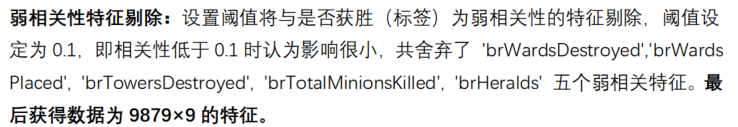 弱相关性特征剔除：设置阈值将与是否获胜（标签）为弱相关性的特征剔除，阈值设
定为 0.1，即相关性低于 0.1 时认为影响很小，共舍弃了 'brWardsDestroyed','brWards
Placed', 'brTowersDestroyed', 'brTotalMinionsKilled', 'brHeralds' 五个弱相关特征。最
后获得数据为 9879×9 的特征。